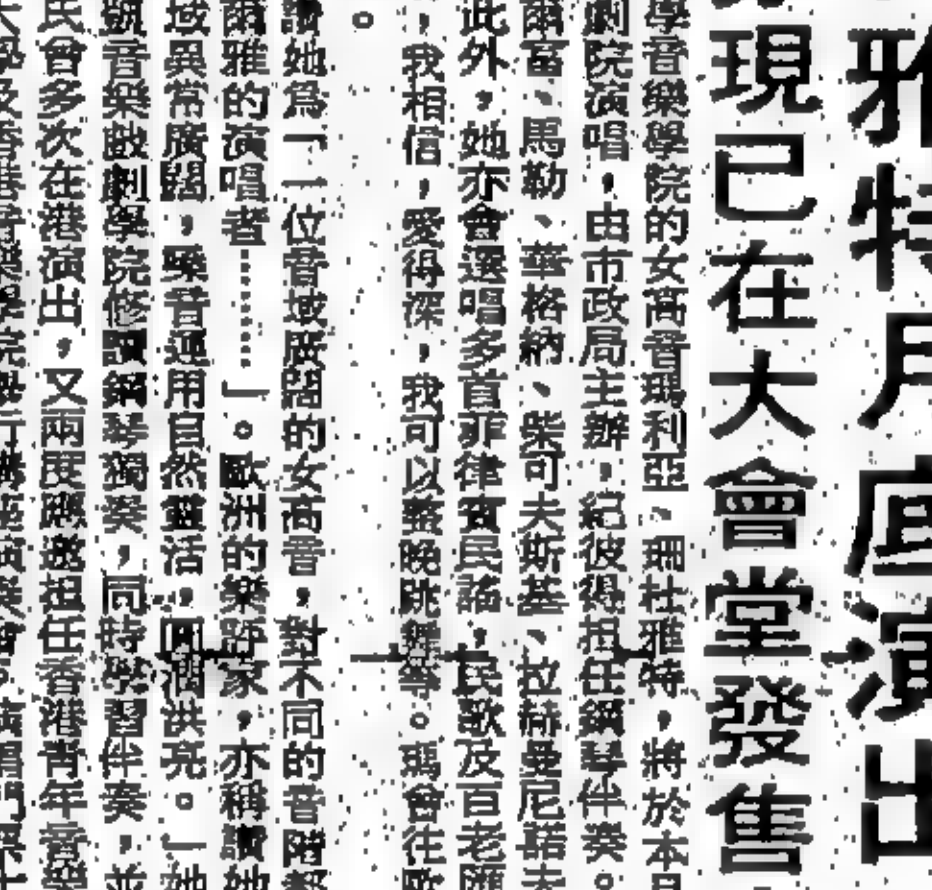 雅特月底演出
現已在大會堂發售
學音樂學院的女高音瑪利亞、珊杜雅特，將於本
劇院演唱，由市政局主辦，紀彼得担任鋼琴伴奏。
爾、馬勒、華格納、柴可夫斯基、拉赫曼尼諾夫
此外，她亦會選唱多首菲律賓民謠，民歌及百老匯
，我相信，愛得深，我可以整晚跳舞等。瑪曾往
。
讚她爲「一位音域廣闊的女高音，對不同的音階都
爾雅的演唱者………」。歐洲的樂評家，亦稱讚她
域異常廣闊，嗓音運用自然靈活，圓潤洪亮。」她
音樂戲劇學院修讀鋼琴獨奏，同時學習伴奏，並
民曾多次在港演出，又兩度應邀担任香港青年音樂